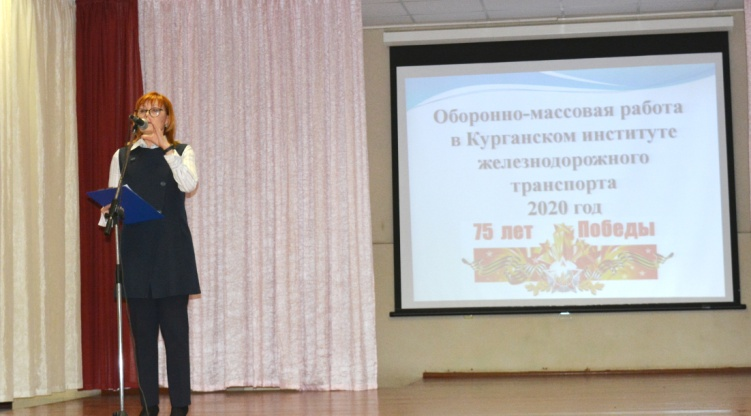 Оборонно-массовая работа
в Курганском институте
железнодорожного
транспорта
2020 год
75 лет Победы